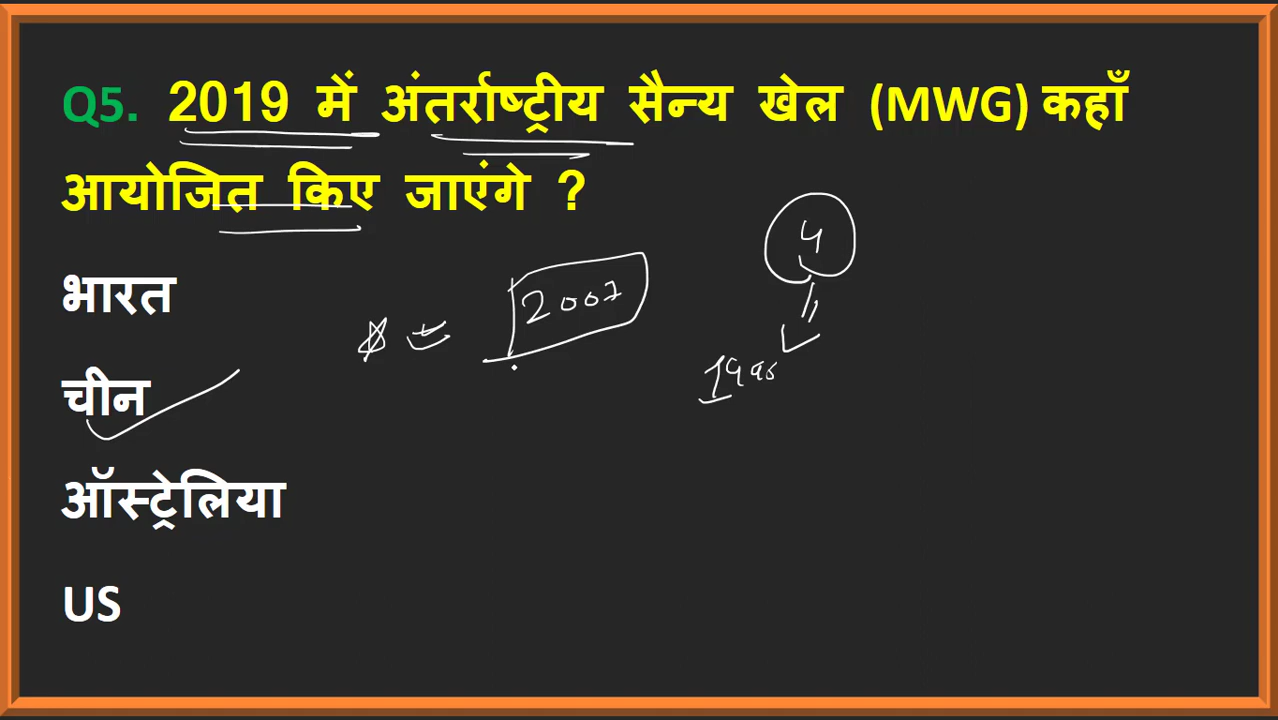 Q5. 2019 में अंतर्राष्ट्रीय सैन्य खेल (MWG) कहाँ
आयोजित किए जाएंगे ?
भारत
2007
4
चीन
ऑस्ट्रेलिया
US